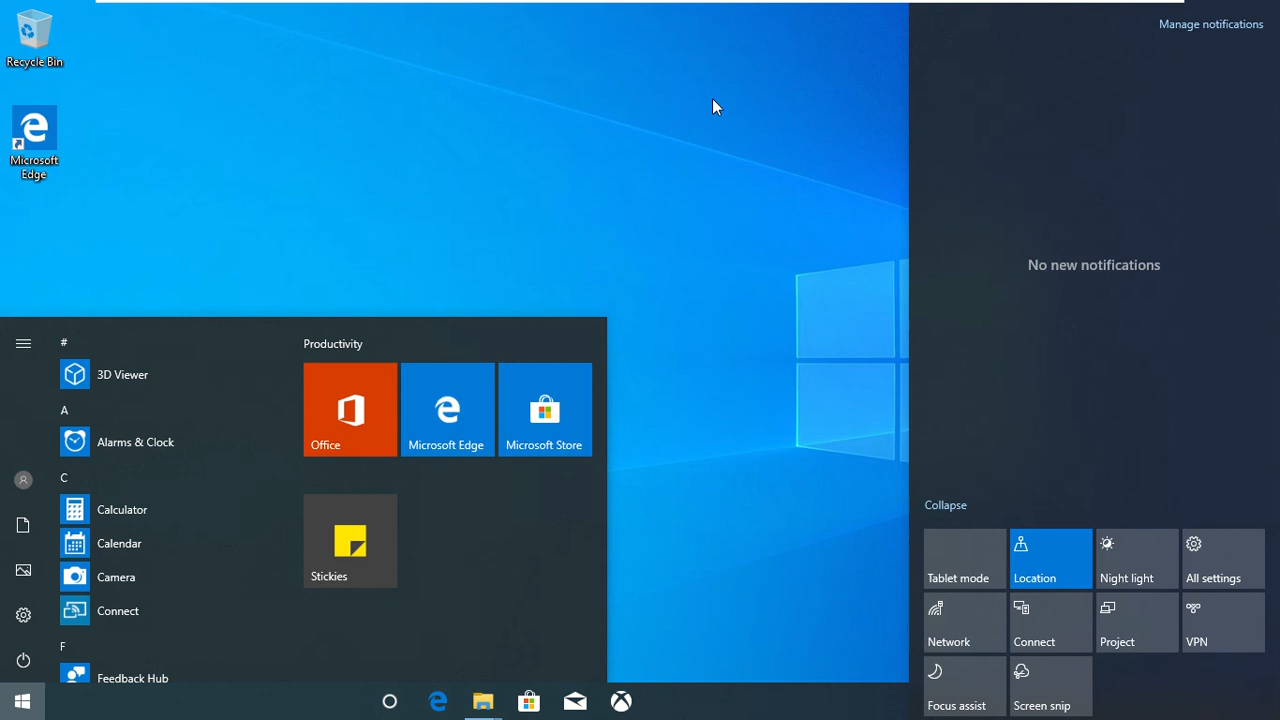 Recycle Bin
Microsoft
Edge
#
3D Viewer
A
Alarms & Clock
C
Calculator
Calendar
Camera
Connect
F
Feedback Hub
Productivity
Office
Microsoft Edge
Microsoft Store
Stickies
Manage notifications
No new notifications
Collapse
Tablet mode
Location
Night light
All settings
Network
Connect
Project
VPN
Focus assist
Screen snip